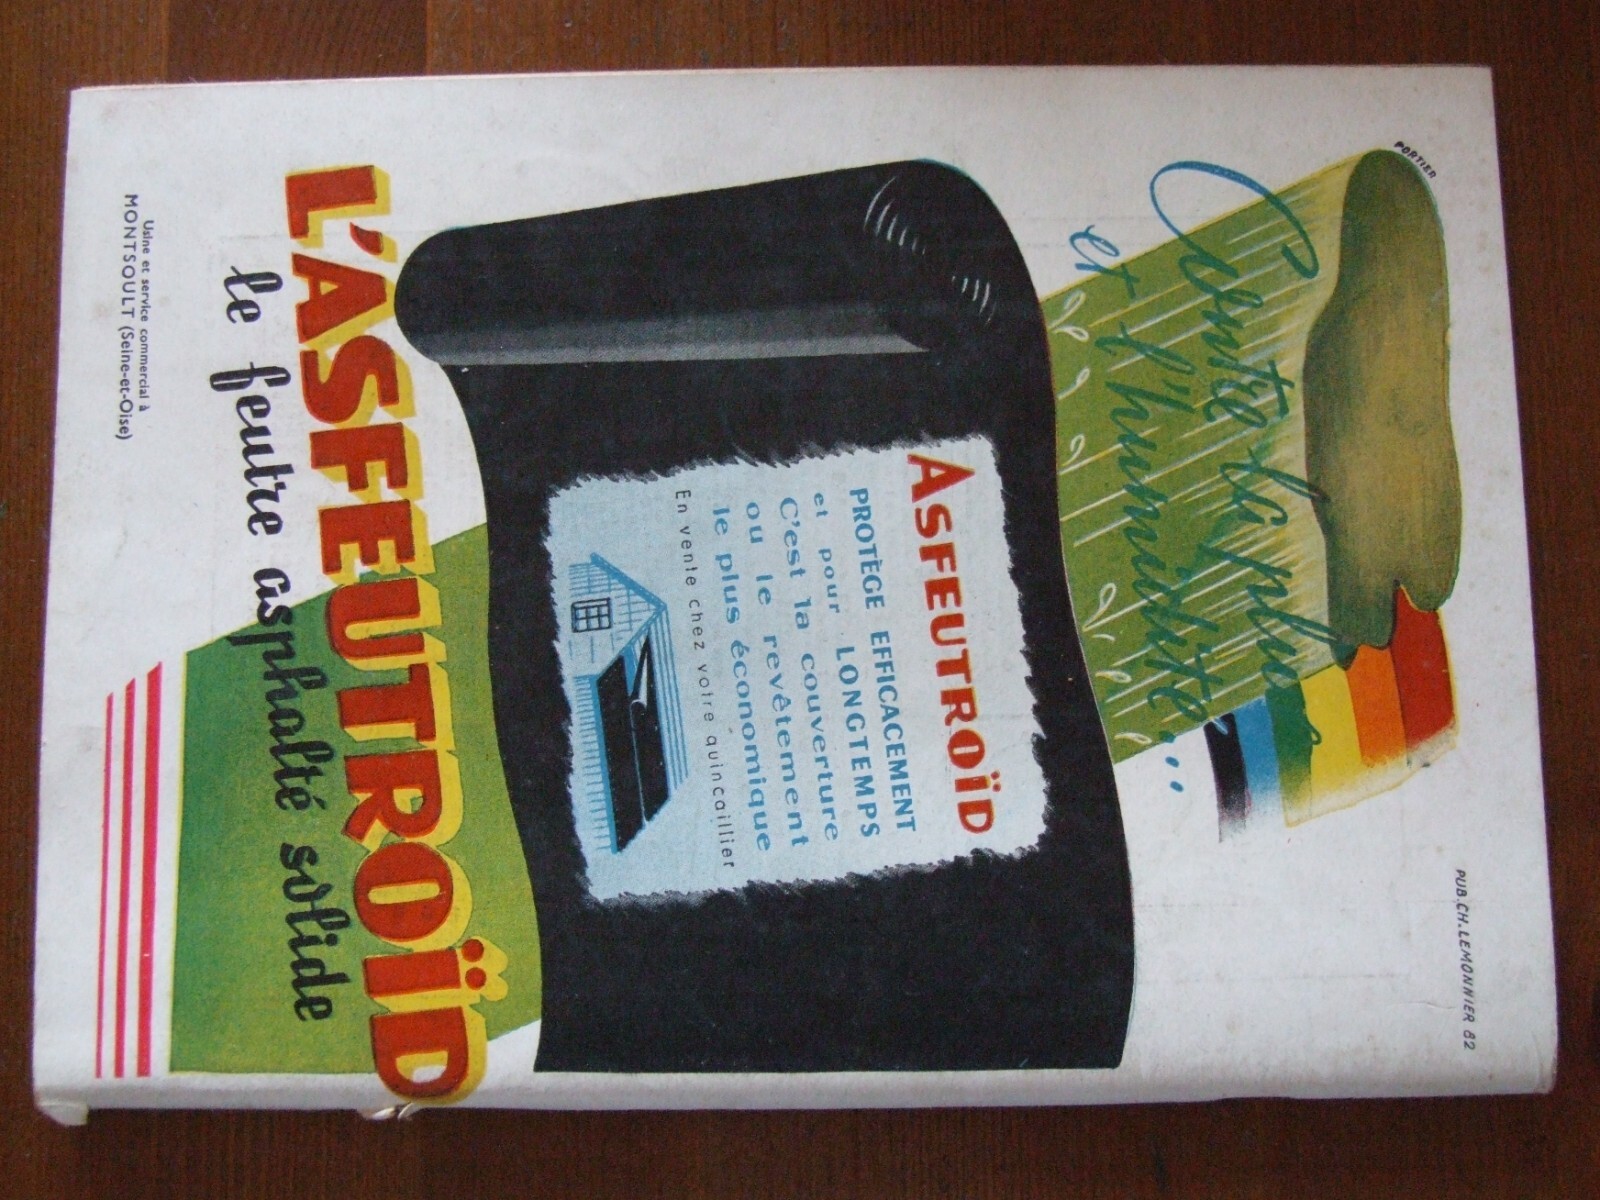 PORTIER
PUB. CH. LEMONNIER 82
Contre la pluie
et l'humidité...
ASFEUTROÏD
PROTÈGE EFFICACEMENT
et pour LONGTEMPS
C'est la couverture
ou le revêtement
le plus économique
En vente chez votre quincaillier
L'ASFEUTROÏD
le feutre asphalté solide
Usine et service commercial à
MONTSOULT (Seine-et-Oise)